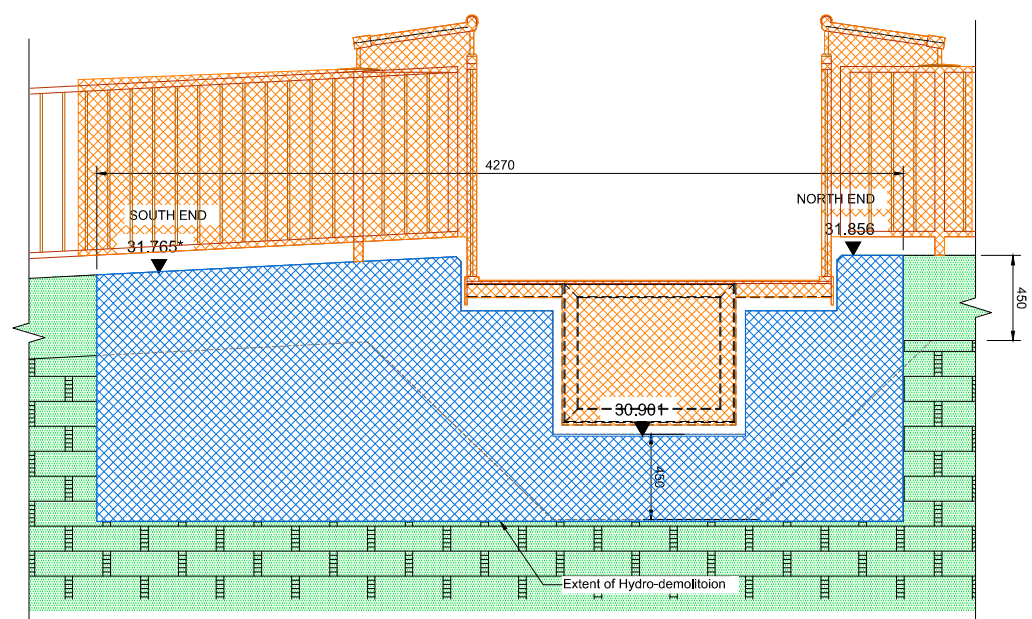 4270
SOUTH END
31.765*
NORTH END
31.856
450
30.901
450
Extent of Hydro-demolitoion